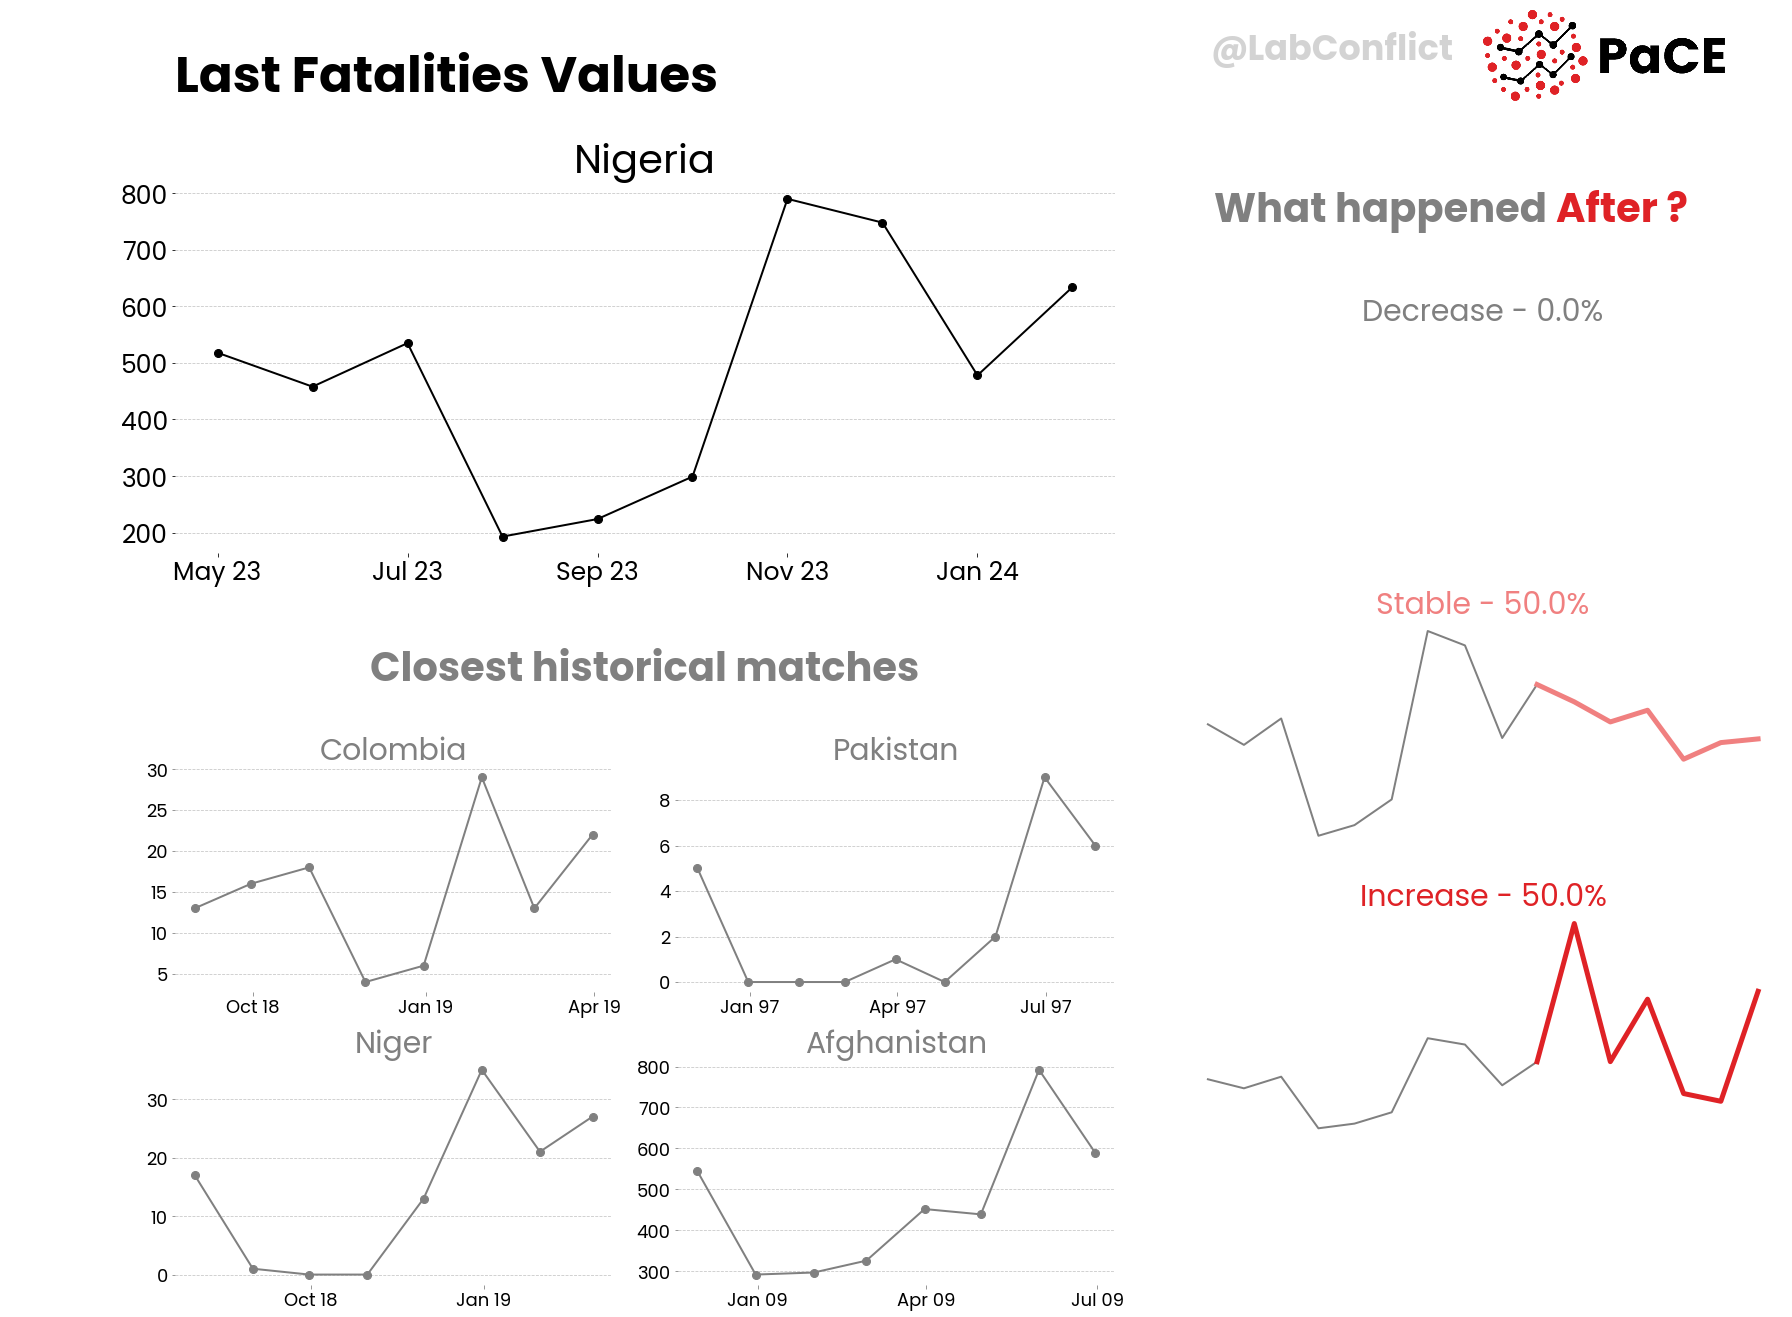 Last Fatalities Values
@LabConflict
PaCE
Nigeria
800
700
600
500
400
300
200
May 23 Jul 23 Sep 23 Nov 23 Jan 24
What happened After ?
Decrease - 0.0%
Stable - 50.0%
Increase - 50.0%
Closest historical matches
Colombia
30
25
20
15
10
5
Oct 18 Jan 19 Apr 19
Pakistan
8
6
4
2
0
Jan 97 Apr 97 Jul 97
Niger
30
20
10
0
Oct 18 Jan 19
Afghanistan
800
700
600
500
400
300
Jan 09 Apr 09 Jul 09